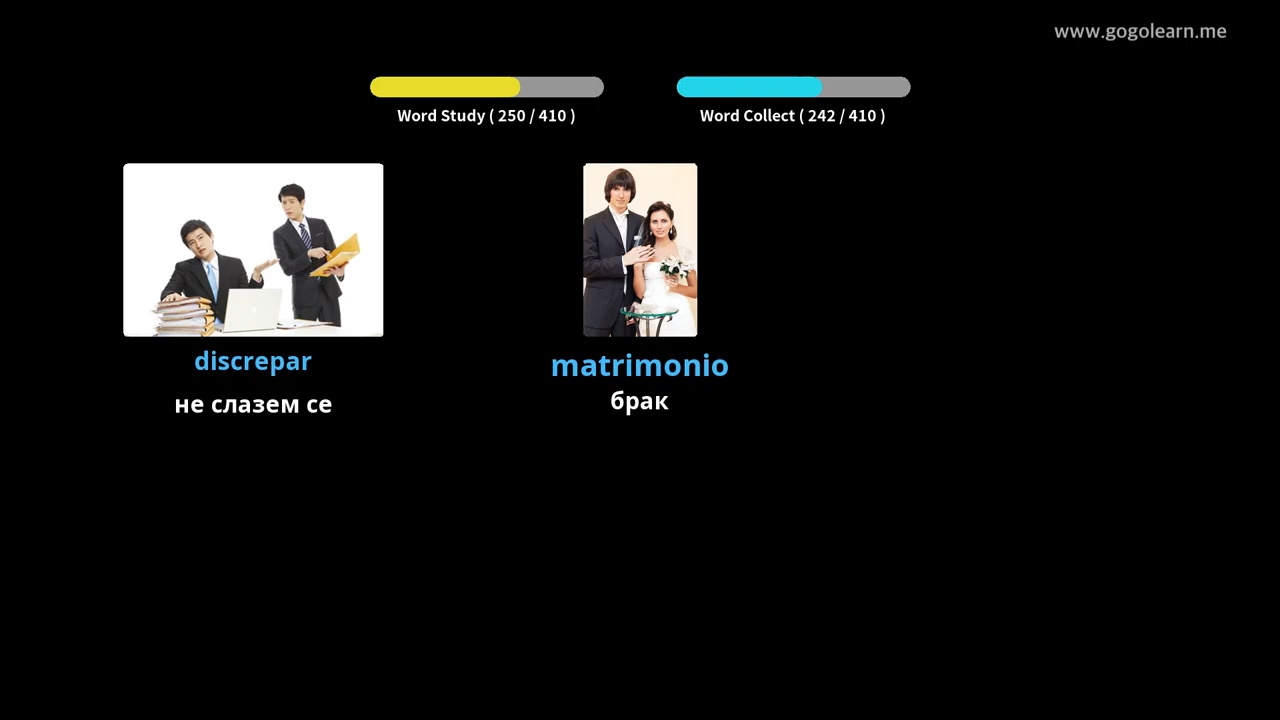 www.gogolearn.me
Word Study ( 250 / 410 )
Word Collect ( 242 / 410 )
discrepar
не слазем се
matrimonio
брак